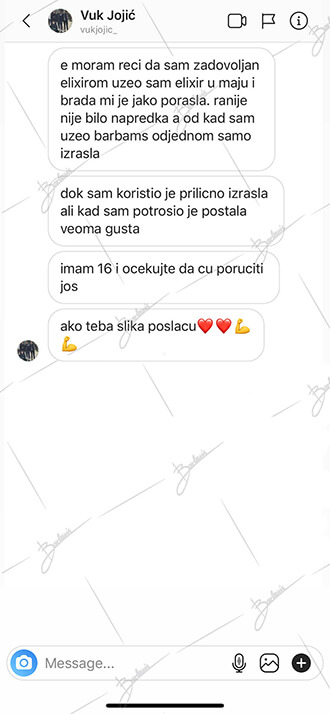 Vuk Jojić
vukjojic_
e moram reci da sam zadovoljan
elixirom uzeo sam elixir u maju i
brada mi je jako porasla. ranije
nije bilo napredka a od kad sam
uzeo barbams odjednom samo
izrasla
dok sam koristio je prilicno izrasla
ali kad sam potrosio je postala
veoma gusta
imam 16 i ocekujte da cu poruciti
jos
ako teba slika poslacu❤️❤️💪
💪
Message...